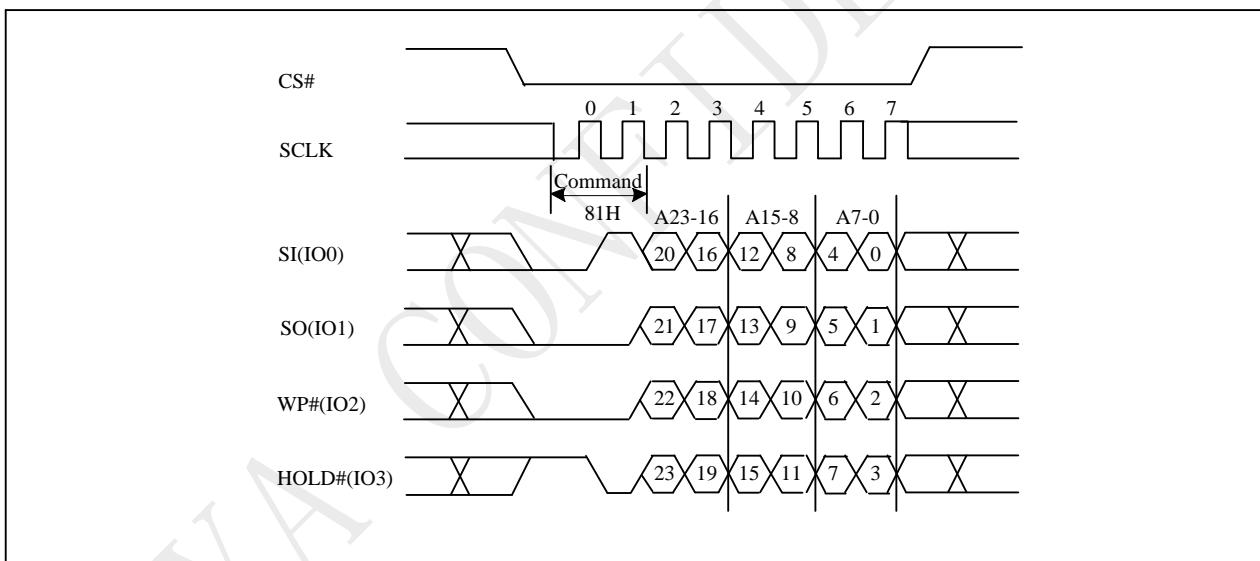 CS#
0 1 2 3 4 5 6 7
SCLK
Command
81H A23-16 A15-8 A7-0
SI(IO0) 20 16 12 8 4 0
SO(IO1) 21 17 13 9 5 1
WP#(IO2) 22 18 14 10 6 2
HOLD#(IO3) 23 19 15 11 7 3